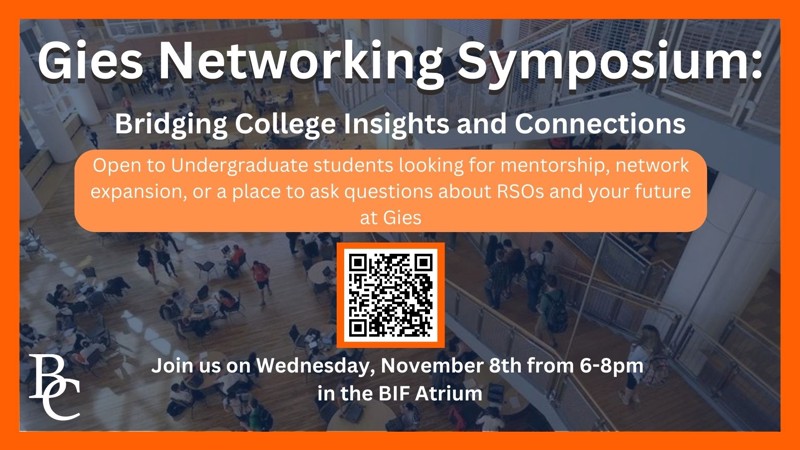 Gies Networking Symposium:
Bridging College Insights and Connections
Open to Undergraduate students looking for mentorship, network
expansion, or a place to ask questions about RSOs and your future
at Gies
Join us on Wednesday, November 8th from 6-8pm
in the BIF Atrium
BC